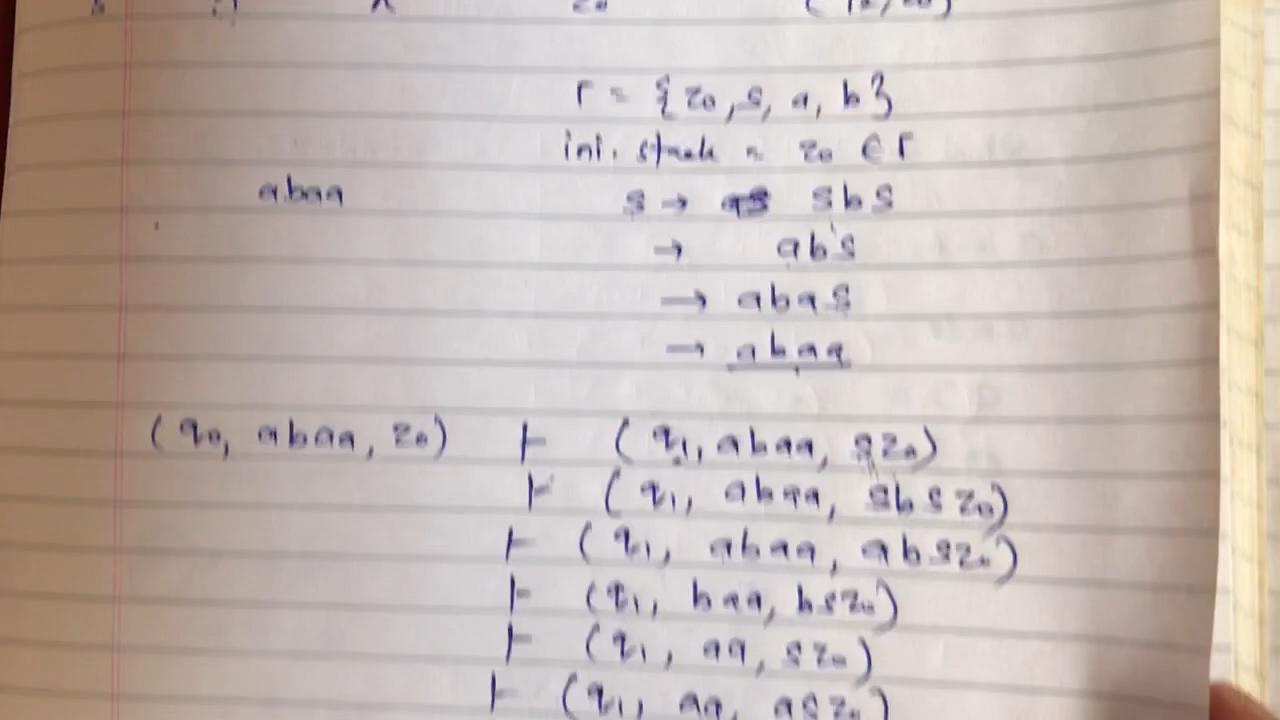 Γ = {z0, s, a, b}
ini. stack = z0 ∈ Γ
abaa s → sbs
→ abs
→ abas
→ abaa
(q0, abaa, z0) ⊢ (q1, abaa, sz0)
⊢ (q1, abaa, sbsz0)
⊢ (q1, abaa, absz0)
⊢ (q1, baa, bsz0)
⊢ (q1, aa, sz0)
⊢ (q1, aa, asz0)